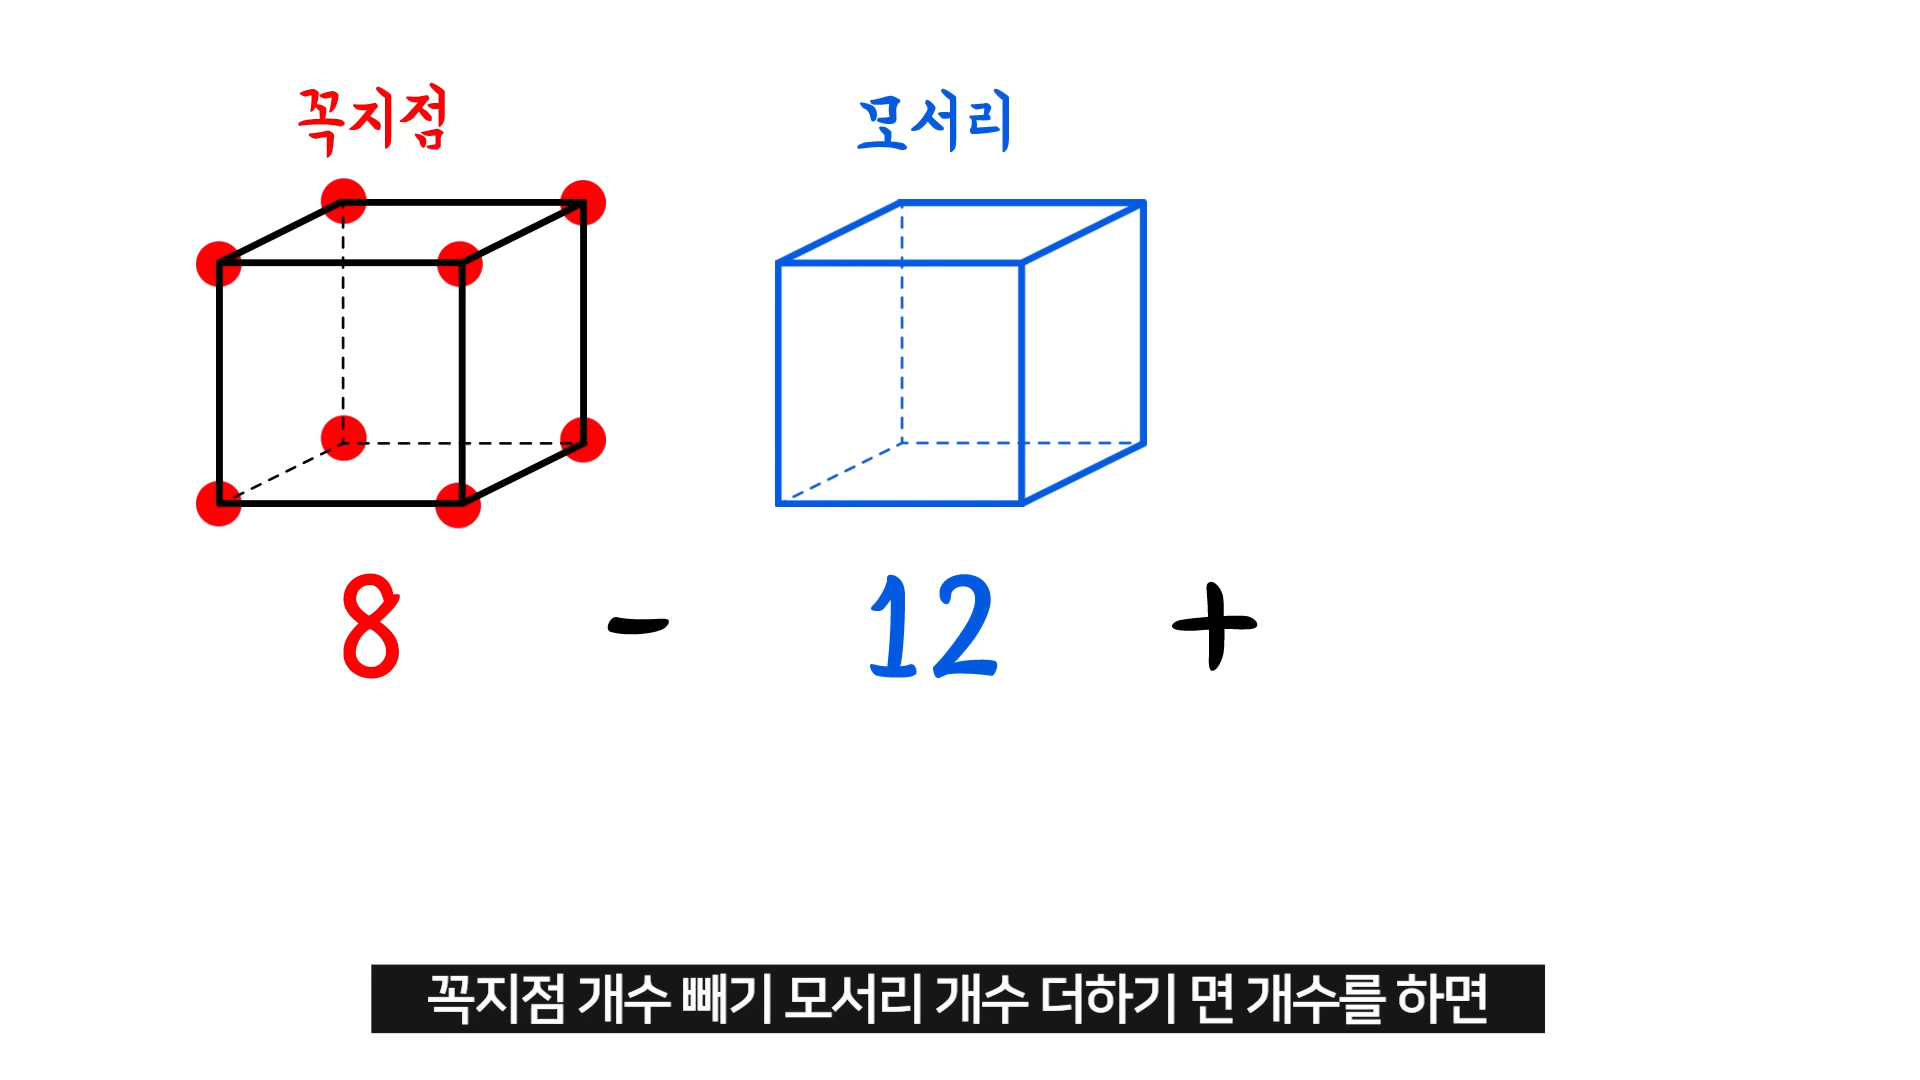 꼭지점 모서리
8 - 12 +
꼭지점 개수 빼기 모서리 개수 더하기 면 개수를 하면